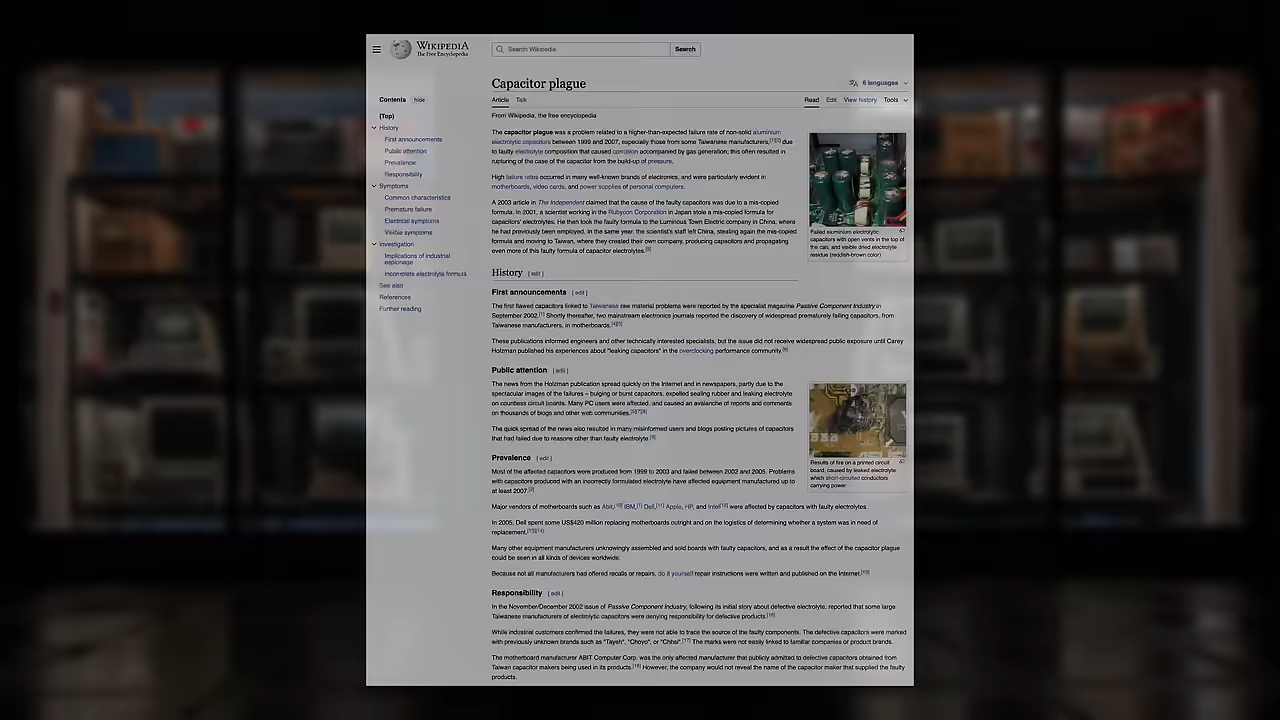 WIKIPEDIA
The Free Encyclopedia
Search Wikipedia
Search
Capacitor plague
6 languages
Contents hide
(Top)
History
First announcements
Public attention
Prevalence
Responsibility
Symptoms
Common characteristics
Premature failure
Electrical symptoms
Visible symptoms
Investigation
Implications of industrial
espionage
Incomplete electrolyte formula
See also
References
Further reading
Article Talk
Read Edit View history Tools
From Wikipedia, the free encyclopedia
The capacitor plague was a problem related to a higher-than-expected failure rate of non-solid aluminium
electrolytic capacitors between 1999 and 2007, especially those from some Taiwanese manufacturers,[1][2] due
to faulty electrolyte composition that caused corrosion accompanied by gas generation; this often resulted in
rupturing of the case of the capacitor from the build-up of pressure.
High failure rates occurred in many well-known brands of electronics, and were particularly evident in
motherboards, video cards, and power supplies of personal computers.
A 2003 article in The Independent claimed that the cause of the faulty capacitors was due to a mis-copied
formula. In 2001, a scientist working in the Rubycon Corporation in Japan stole a mis-copied formula for
capacitors' electrolytes. He then took the faulty formula to the Luminous Town Electric company in China, where
he had previously been employed. In the same year, the scientist's staff left China, stealing again the mis-copied
formula and moving to Taiwan, where they created their own company, producing capacitors and propagating
even more of this faulty formula of capacitor electrolytes.[3]
Failed aluminium electrolytic
capacitors with open vents in the top of
the can, and visible dried electrolyte
residue (reddish-brown color)
History [ edit ]
First announcements [ edit ]
The first flawed capacitors linked to Taiwanese raw material problems were reported by the specialist magazine Passive Component Industry in
September 2002.[1] Shortly thereafter, two mainstream electronics journals reported the discovery of widespread prematurely failing capacitors, from
Taiwanese manufacturers, in motherboards.[4][5]
These publications informed engineers and other technically interested specialists, but the issue did not receive widespread public exposure until Carey
Holzman published his experiences about "leaking capacitors" in the overclocking performance community.[6]
Public attention [ edit ]
The news from the Holzman publication spread quickly on the Internet and in newspapers, partly due to the
spectacular images of the failures – bulging or burst capacitors, expelled sealing rubber and leaking electrolyte
on countless circuit boards. Many PC users were affected, and caused an avalanche of reports and comments
on thousands of blogs and other web communities.[5][7][8]
The quick spread of the news also resulted in many misinformed users and blogs posting pictures of capacitors
that had failed due to reasons other than faulty electrolyte.[9]
Results of fire on a printed circuit
board, caused by leaked electrolyte
which short-circuited conductors
carrying power
Prevalence [ edit ]
Most of the affected capacitors were produced from 1999 to 2003 and failed between 2002 and 2005. Problems
with capacitors produced with an incorrectly formulated electrolyte have affected equipment manufactured up to
at least 2007.[2]
Major vendors of motherboards such as Abit,[10] IBM,[1] Dell,[11] Apple, HP, and Intel[12] were affected by capacitors with faulty electrolytes.
In 2005, Dell spent some US$420 million replacing motherboards outright and on the logistics of determining whether a system was in need of
replacement.[13][14]
Many other equipment manufacturers unknowingly assembled and sold boards with faulty capacitors, and as a result the effect of the capacitor plague
could be seen in all kinds of devices worldwide.
Because not all manufacturers had offered recalls or repairs, do it yourself repair instructions were written and published on the Internet.[15]
Responsibility [ edit ]
In the November/December 2002 issue of Passive Component Industry, following its initial story about defective electrolyte, reported that some large
Taiwanese manufacturers of electrolytic capacitors were denying responsibility for defective products.[16]
While industrial customers confirmed the failures, they were not able to trace the source of the faulty components. The defective capacitors were marked
with previously unknown brands such as "Tayeh", "Choyo", or "Chhsi".[17] The marks were not easily linked to familiar companies or product brands.
The motherboard manufacturer ABIT Computer Corp. was the only affected manufacturer that publicly admitted to defective capacitors obtained from
Taiwan capacitor makers being used in its products.[16] However, the company would not reveal the name of the capacitor maker that supplied the faulty
products.